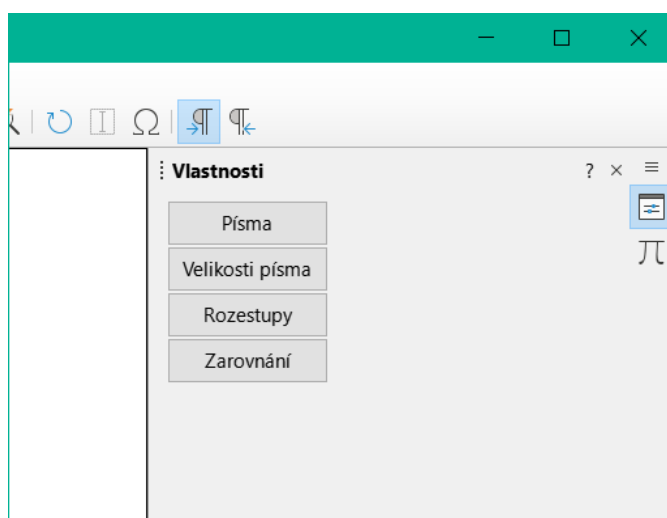 Vlastnosti
?
Písma
Velikosti písma
Rozestupy
Zarovnání